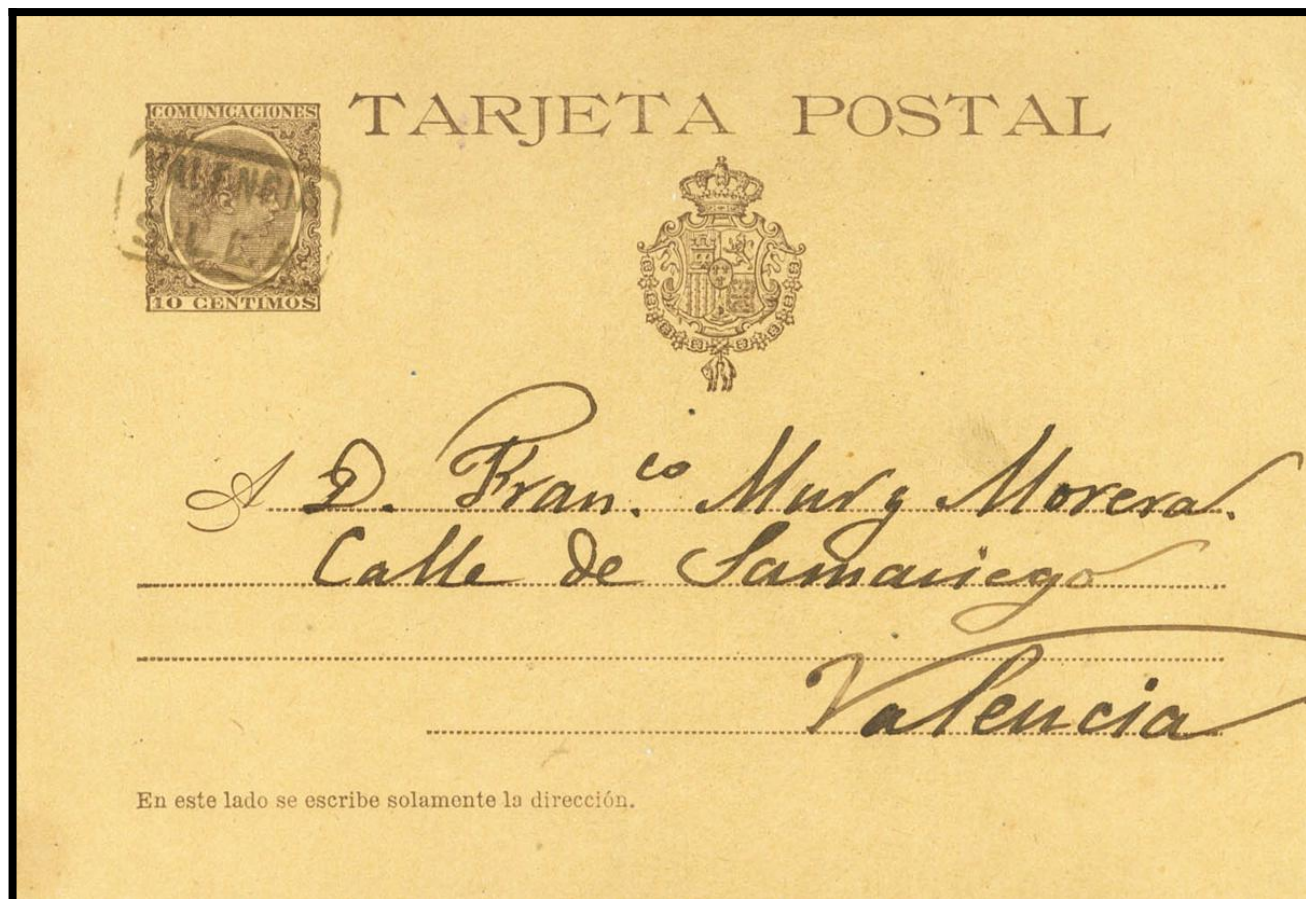 COMUNICACIONES
TARJETA POSTAL
VALENCIA
10 CENTIMOS
A D. Fran.co Mur y Morera.
Calle de Samaniego
Valencia
En este lado se escribe solamente la dirección.